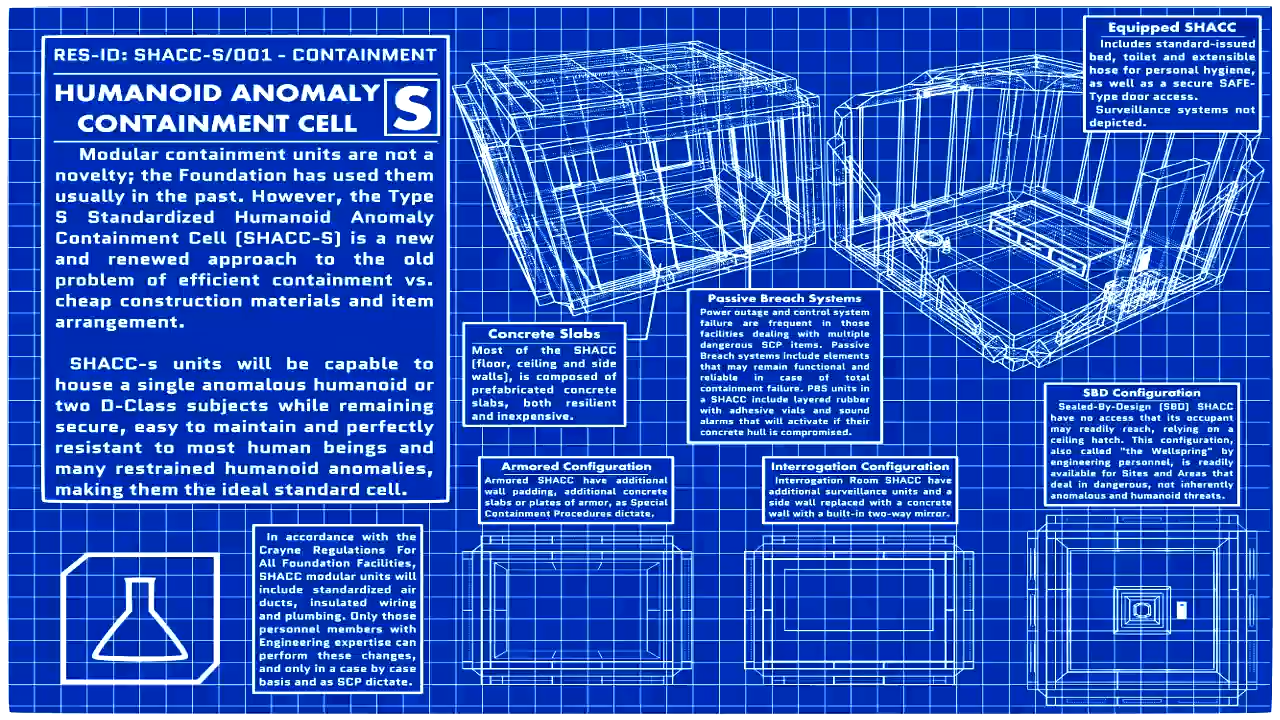 RES-ID: SHACC-S/001 - CONTAINMENT
HUMANOID ANOMALY
CONTAINMENT CELL
S
Modular containment units are not a
novelty; the Foundation has used them
usually in the past. However, the Type
S Standardized Humanoid Anomaly
Containment Cell (SHACC-S) is a new
and renewed approach to the old
problem of efficient containment vs.
cheap construction materials and item
arrangement.
SHACC-s units will be capable to
house a single anomalous humanoid or
two D-Class subjects while remaining
secure, easy to maintain and perfectly
resistant to most human beings and
many restrained humanoid anomalies,
making them the ideal standard cell.
Equipped SHACC
Includes standard-issued
bed, toilet and extensible
hose for personal hygiene,
as well as a secure SAFE-
Type door access.
Surveillance systems not
depicted.
Concrete Slabs
Most of the SHACC
(floor, ceiling and side
walls), is composed of
prefabricated concrete
slabs, both resilient
and inexpensive.
Passive Breach Systems
Power outage and control system
failure are frequent in those
facilities dealing with multiple
dangerous SCP items. Passive
Breach systems include elements
that may remain functional and
reliable in case of total
containment failure. PBS units in
a SHACC include layered rubber
with adhesive vials and sound
alarms that will activate if their
concrete hull is compromised.
SBD Configuration
Sealed-By-Design (SBD) SHACC
have no access that its occupant
may readily reach, relying on a
ceiling hatch. This configuration,
also called "the Wellspring" by
engineering personnel, is readily
available for Sites and Areas that
deal in dangerous, not inherently
anomalous and humanoid threats.
Armored Configuration
Armored SHACC have additional
wall padding, additional concrete
slabs or plates of armor, as Special
Containment Procedures dictate.
Interrogation Configuration
Interrogation Room SHACC have
additional surveillance units and a
side wall replaced with a concrete
wall with a built-in two-way mirror.
In accordance with the
Crayne Regulations For
All Foundation Facilities,
SHACC modular units will
include standardized air
ducts, insulated wiring
and plumbing. Only those
personnel members with
Engineering expertise can
perform these changes,
and only in a case by case
basis and as SCP dictate.